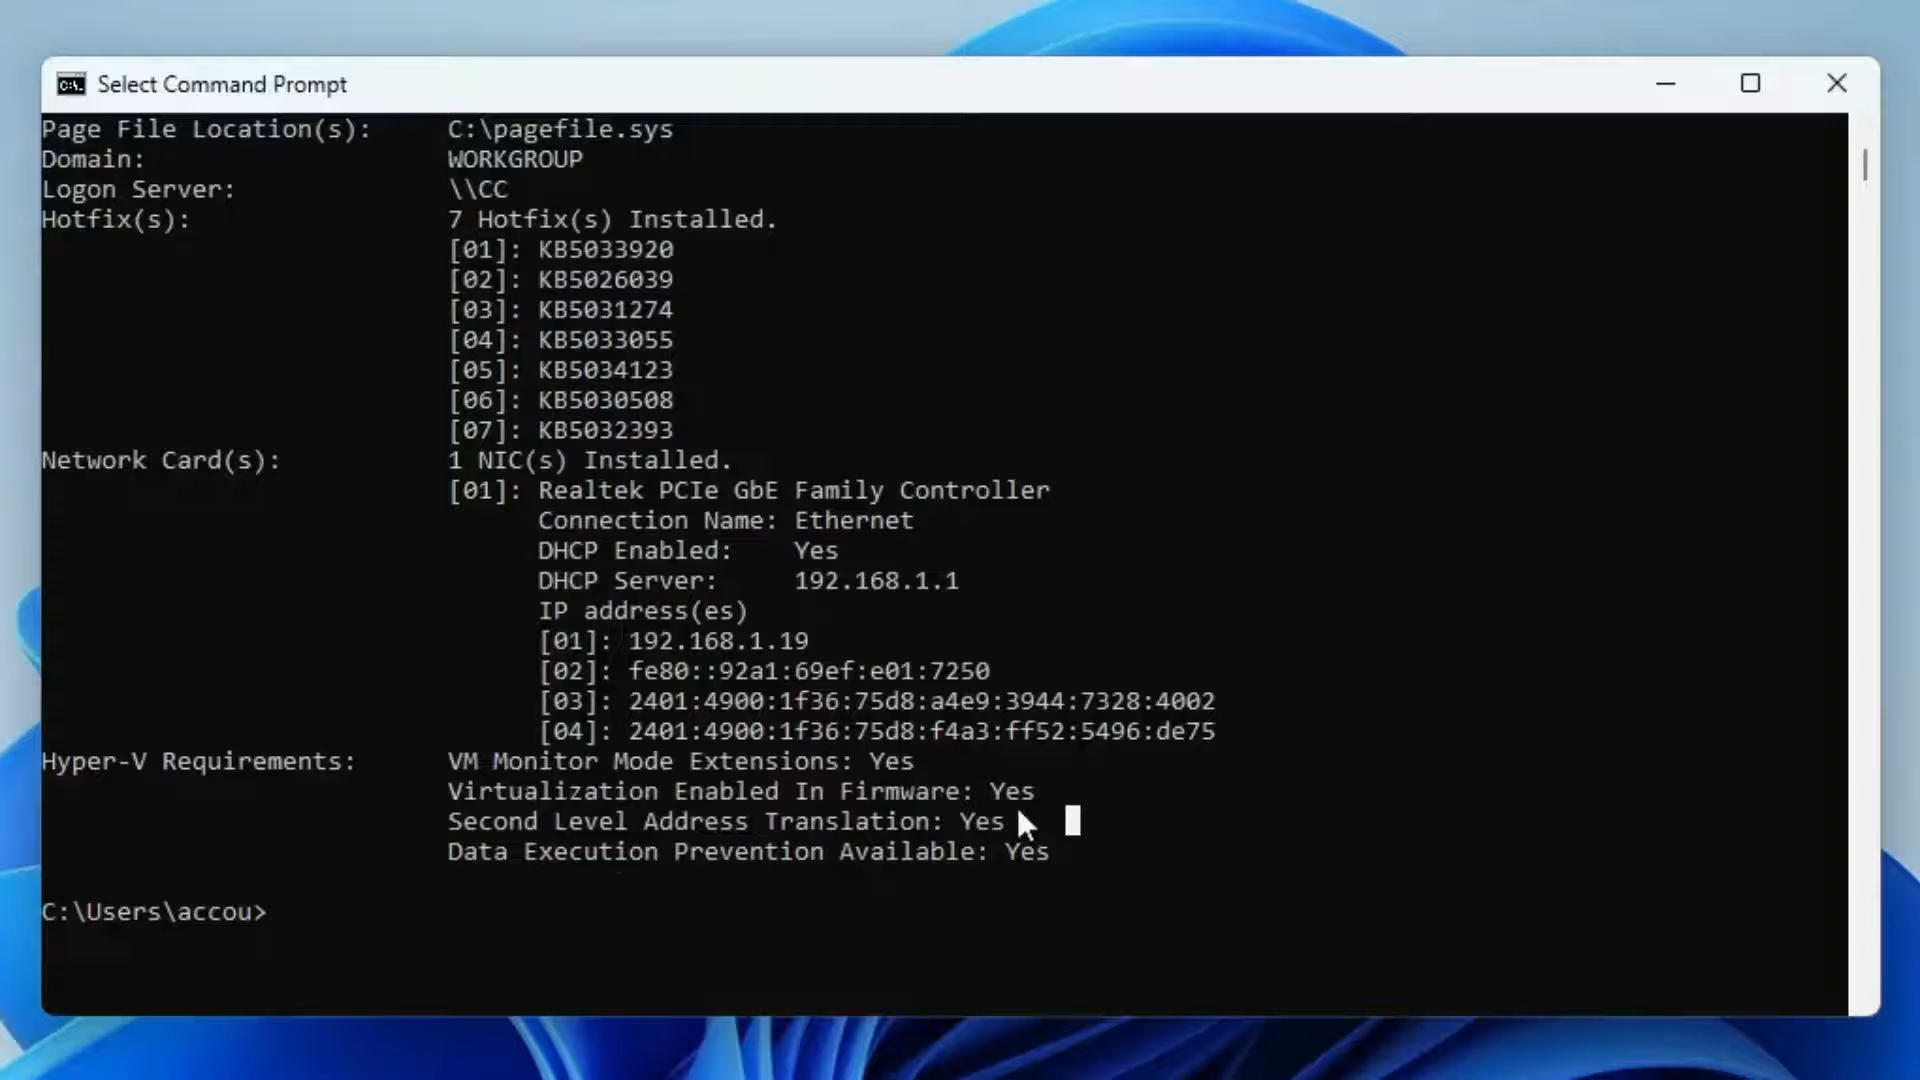 Select Command Prompt
Page File Location(s): C:\pagefile.sys
Domain: WORKGROUP
Logon Server: \\CC
Hotfix(s): 7 Hotfix(s) Installed.
[01]: KB5033920
[02]: KB5026039
[03]: KB5031274
[04]: KB5033055
[05]: KB5034123
[06]: KB5030508
[07]: KB5032393
Network Card(s): 1 NIC(s) Installed.
[01]: Realtek PCIe GbE Family Controller
Connection Name: Ethernet
DHCP Enabled: Yes
DHCP Server: 192.168.1.1
IP address(es)
[01]: 192.168.1.19
[02]: fe80::92a1:69ef:e01:7250
[03]: 2401:4900:1f36:75d8:a4e9:3944:7328:4002
[04]: 2401:4900:1f36:75d8:f4a3:ff52:5496:de75
Hyper-V Requirements: VM Monitor Mode Extensions: Yes
Virtualization Enabled In Firmware: Yes
Second Level Address Translation: Yes
Data Execution Prevention Available: Yes
C:\Users\accou>